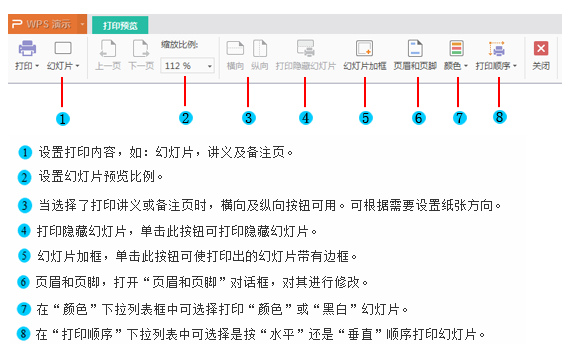 WPS 演示 打印预览
缩放比例:
打印 幻灯片 上一页 下一页 112 % 横向 纵向 打印隐藏幻灯片 幻灯片加框 页眉和页脚 颜色 打印顺序 关闭
1 2 3 4 5 6 7 8
1 设置打印内容，如：幻灯片，讲义及备注页。
2 设置幻灯片预览比例。
3 当选择了打印讲义或备注页时，横向及纵向按钮可用。可根据需要设置纸张方向。
4 打印隐藏幻灯片，单击此按钮可打印隐藏幻灯片。
5 幻灯片加框，单击此按钮可使打印出的幻灯片带有边框。
6 页眉和页脚，打开“页眉和页脚”对话框，对其进行修改。
7 在“颜色”下拉列表框中可选择打印“颜色”或“黑白”幻灯片。
8 在“打印顺序”下拉列表中可选择是按“水平”还是“垂直”顺序打印幻灯片。